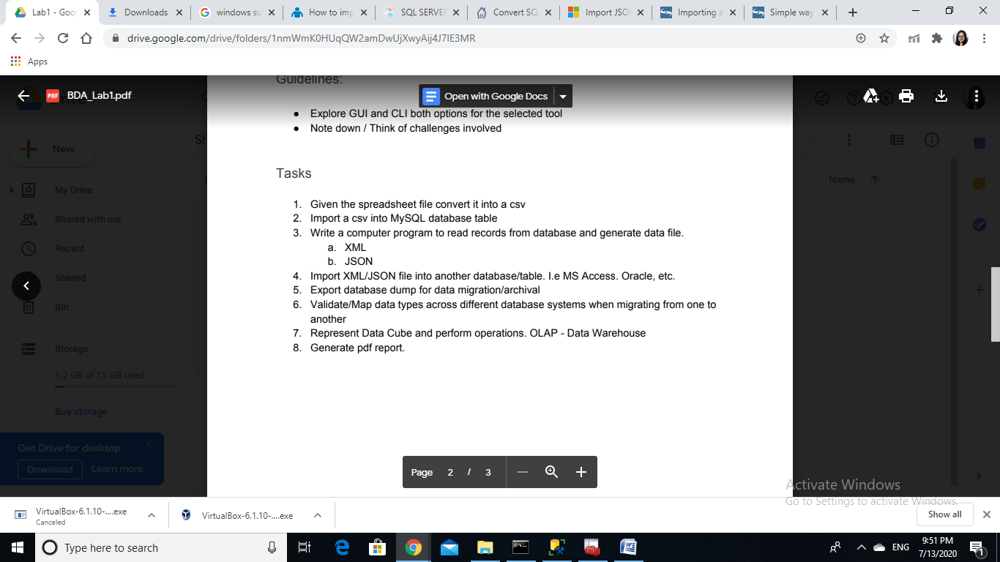 Lab1 - Goo
Downloads
windows su
How to imp
SQL SERVER
Convert SQ
Import JSO
Importing a
Simple way
drive.google.com/drive/folders/1nmWmK0HUqQW2amDwUjXwyAij4J7IE3MR
Apps
Guidelines:
PDF
BDA_Lab1.pdf
Open with Google Docs
• Explore GUI and CLI both options for the selected tool
• Note down / Think of challenges involved
New
Name
Tasks
My Drive
Shared with me
Recent
Starred
Bin
Storage
1.2 GB of 15 GB used
Buy storage
1. Given the spreadsheet file convert it into a csv
2. Import a csv into MySQL database table
3. Write a computer program to read records from database and generate data file.
a. XML
b. JSON
4. Import XML/JSON file into another database/table. I.e MS Access. Oracle, etc.
5. Export database dump for data migration/archival
6. Validate/Map data types across different database systems when migrating from one to
another
7. Represent Data Cube and perform operations. OLAP - Data Warehouse
8. Generate pdf report.
Get Drive for desktop
Download
Learn more
Page 2 / 3
Activate Windows
Go to Settings to activate Windows.
VirtualBox-6.1.10-....exe
Canceled
VirtualBox-6.1.10-....exe
Show all
Type here to search
ENG
9:51 PM
7/13/2020
1